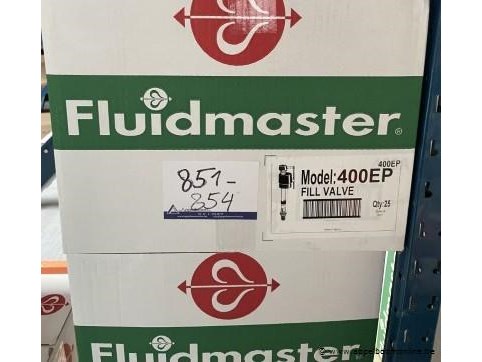 Fluidmaster®
400EP
Model:400EP
FILL VALVE
Qty:25
851-
854
Fluidmaster